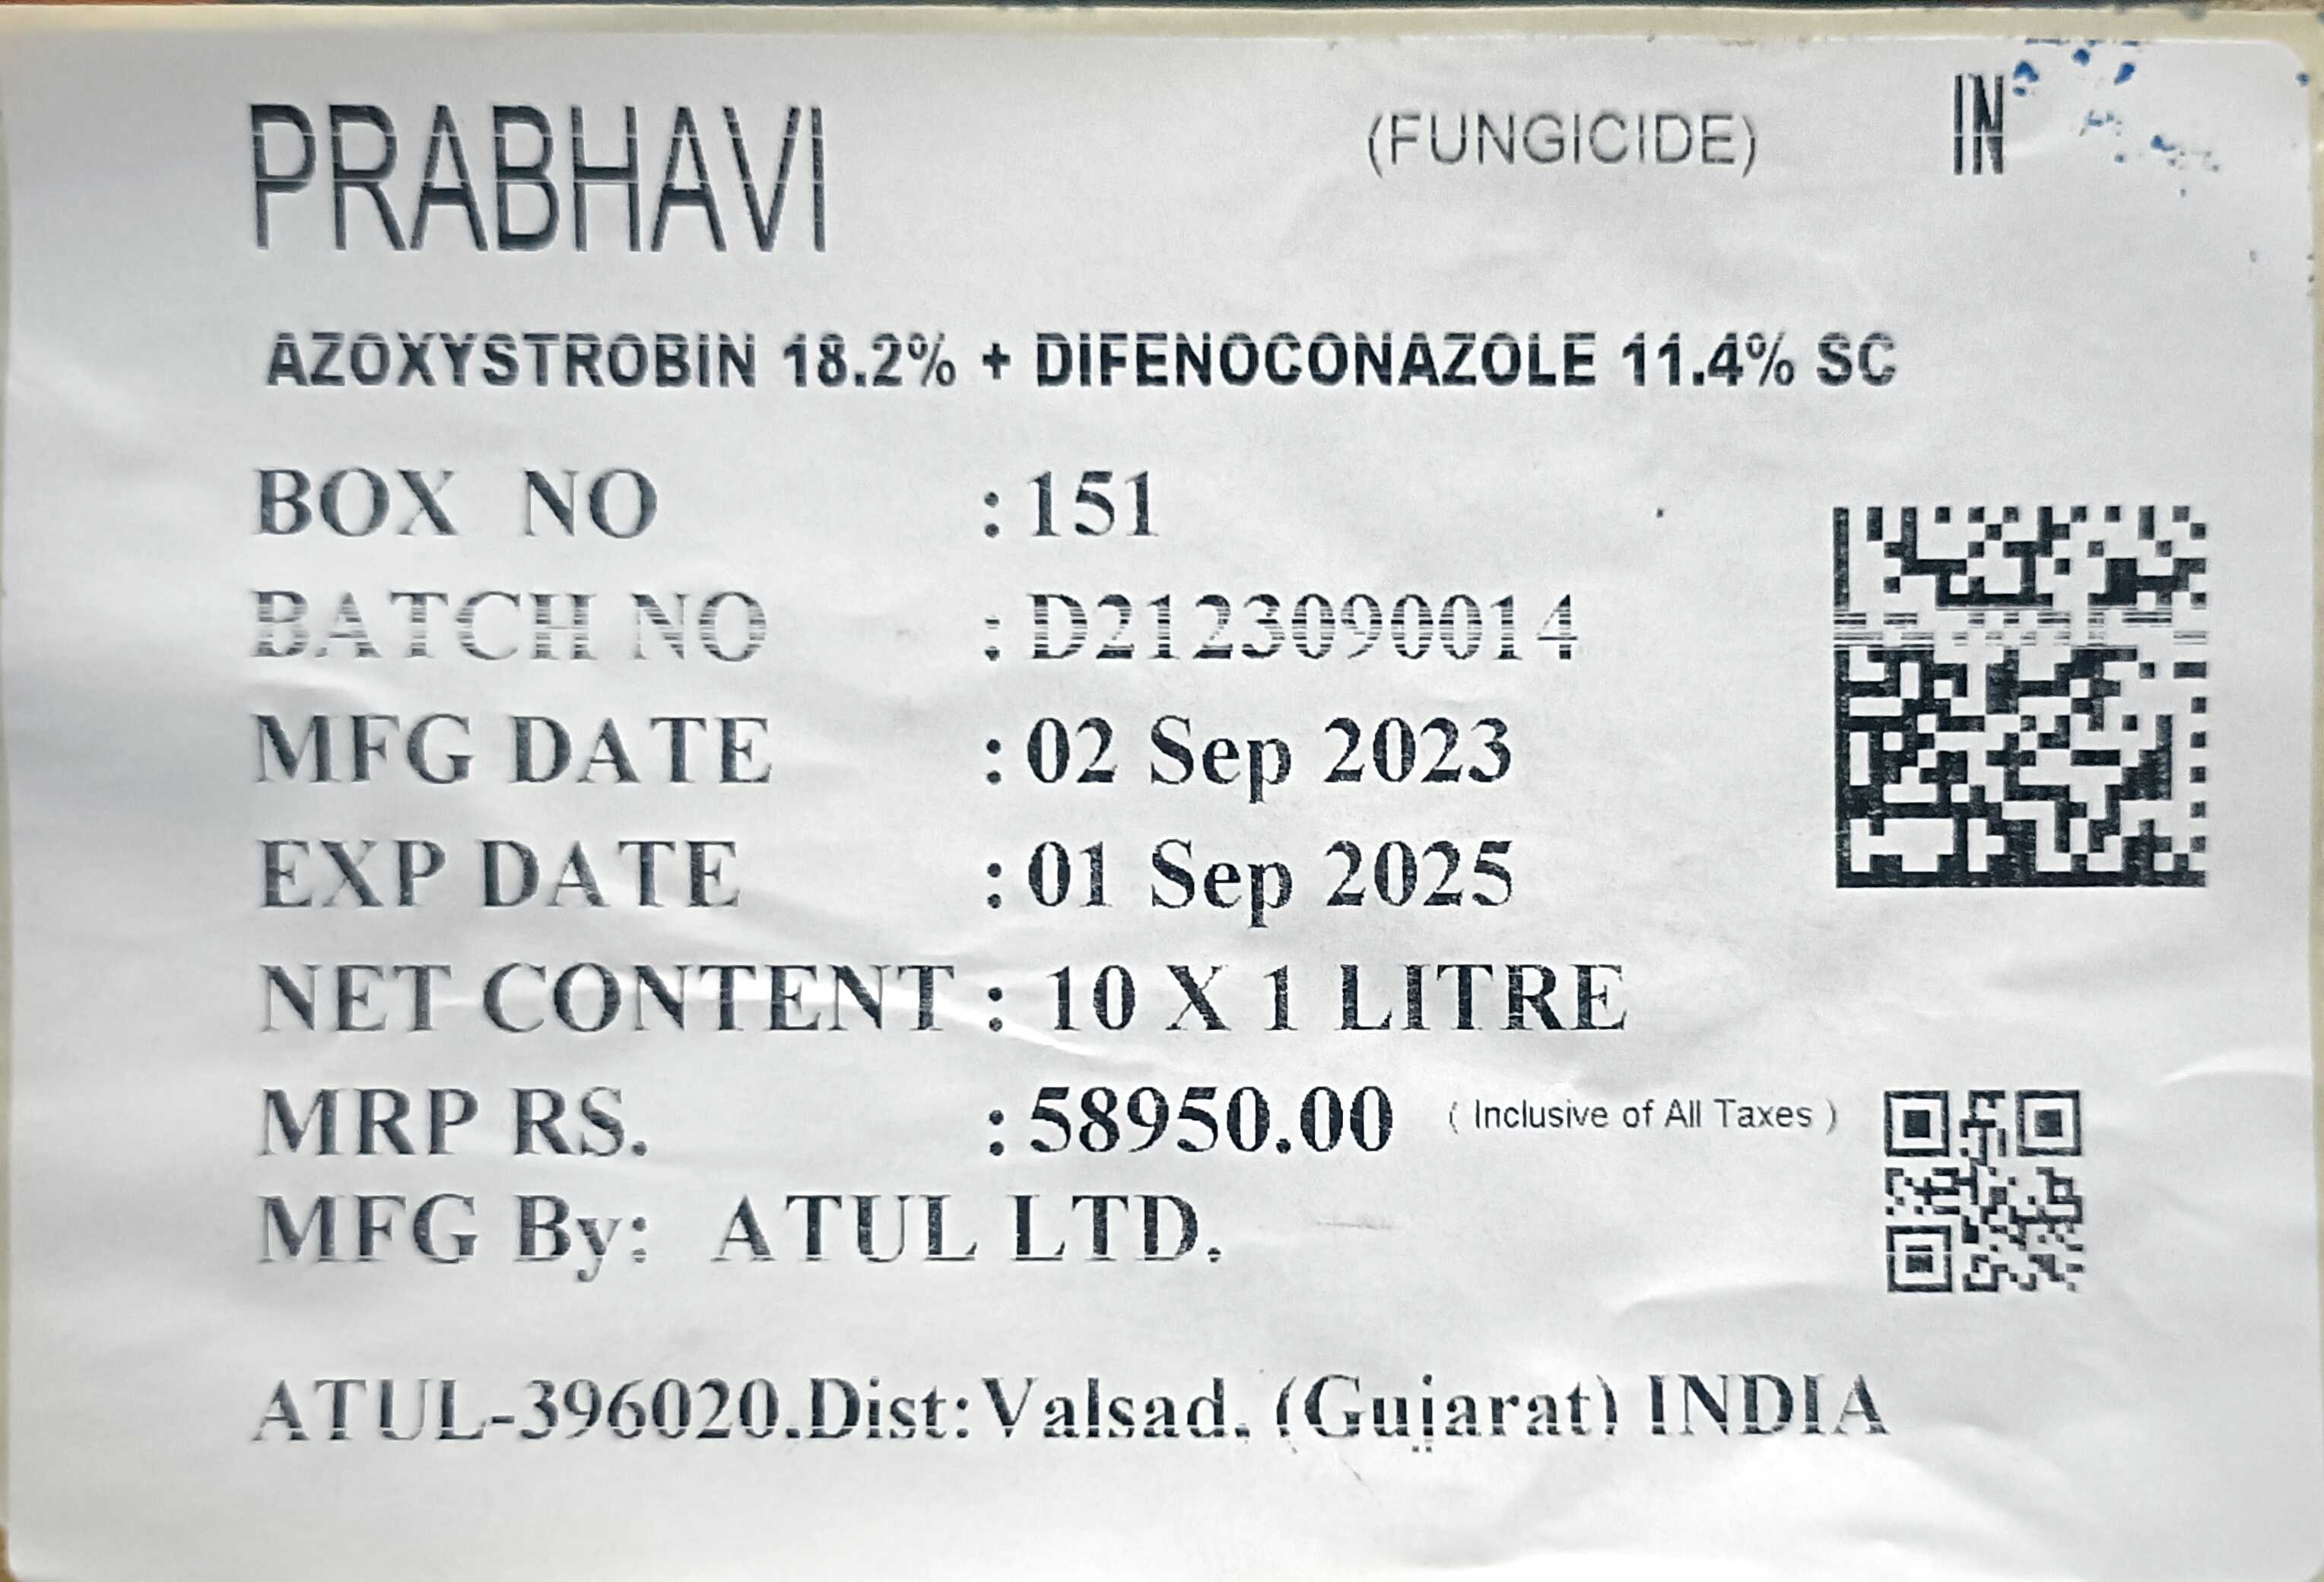 PRABHAVI (FUNGICIDE) IN
AZOXYSTROBIN 18.2% + DIFENOCONAZOLE 11.4% SC
BOX NO : 151
BATCH NO : D2123090014
MFG DATE : 02 Sep 2023
EXP DATE : 01 Sep 2025
NET CONTENT : 10 X 1 LITRE
MRP RS. : 58950.00 ( Inclusive of All Taxes )
MFG By: ATUL LTD.
ATUL-396020.Dist:Valsad. (Gujarat) INDIA